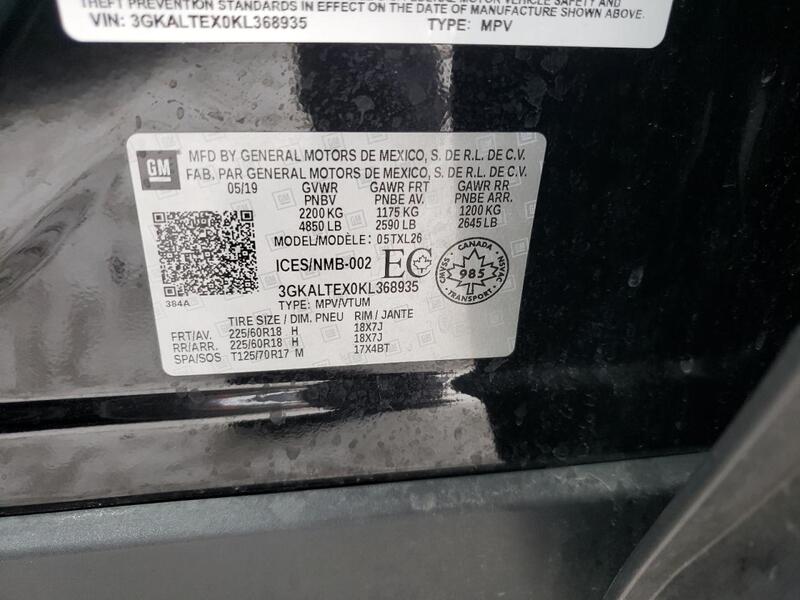 THEFT PREVENTION STANDARDS IN EFFECT ON THE DATE OF MANUFACTURE SHOWN ABOVE.
VIN: 3GKALTEX0KL368935 TYPE: MPV
GM
MFD BY GENERAL MOTORS DE MEXICO, S. DE R.L. DE C.V.
FAB, PAR GENERAL MOTORS DE MEXICO, S. DE R.L. DE C.V.
05/19 GVWR GAWR FRT GAWR RR
PNBV PNBE AV. PNBE ARR.
2200 KG 1175 KG 1200 KG
4850 LB 2590 LB 2645 LB
MODEL/MODÈLE: 05TXL26
ICES/NMB-002 EC
CANADA
CMVSS NSVAC
985
TRANSPORT
3GKALTEX0KL368935
384A
TYPE: MPV/VTUM
TIRE SIZE / DIM. PNEU RIM / JANTE
FRT/AV. 225/60R18 H 18X7J
RR/ARR. 225/60R18 H 18X7J
SPA/SOS T125/70R17 M 17X4BT